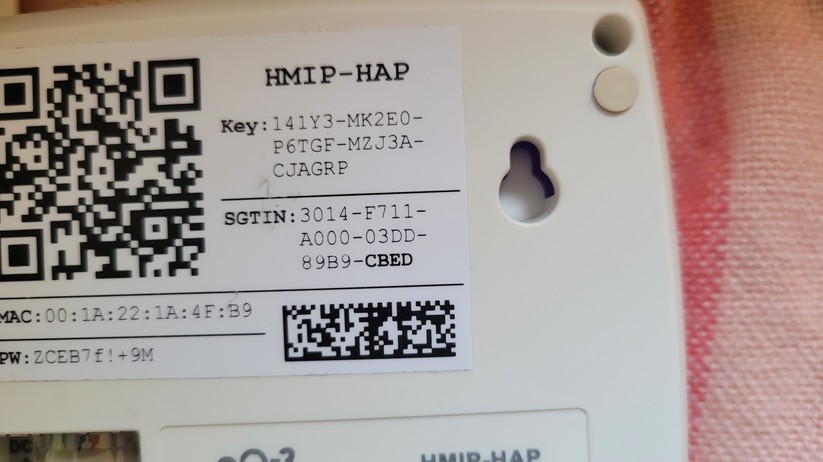 HMIP-HAP
Key:141Y3-MK2E0-
P6TGF-MZJ3A-
CJAGRP
SGTIN:3014-F711-
A000-03DD-
89B9-CBED
MAC:00:1A:22:1A:4F:B9
PW:ZCEB7f!+9M
DC
HMIP-HAP